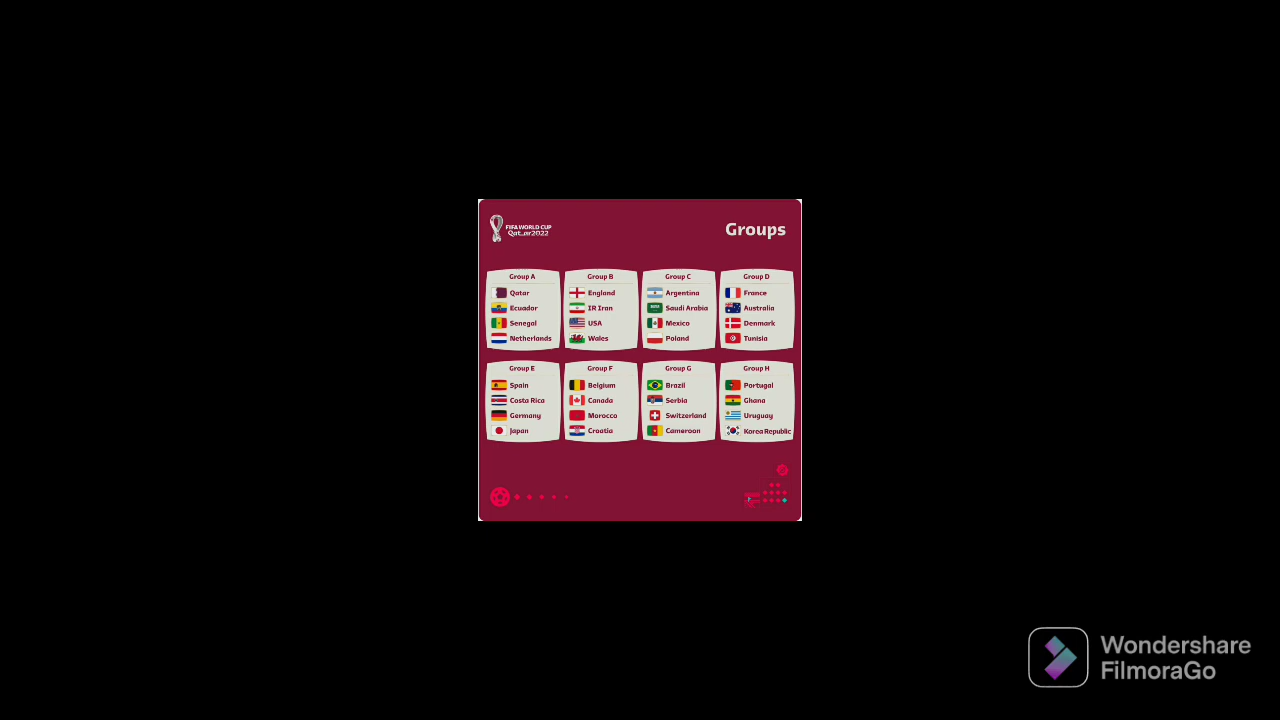 FIFA WORLD CUP
Qatar2022
Groups
Group A
Qatar
Ecuador
Senegal
Netherlands
Group B
England
IR Iran
USA
Wales
Group C
Argentina
Saudi Arabia
Mexico
Poland
Group D
France
Australia
Denmark
Tunisia
Group E
Spain
Costa Rica
Germany
Japan
Group F
Belgium
Canada
Morocco
Croatia
Group G
Brazil
Serbia
Switzerland
Cameroon
Group H
Portugal
Ghana
Uruguay
Korea Republic
Wondershare
FilmoraGo